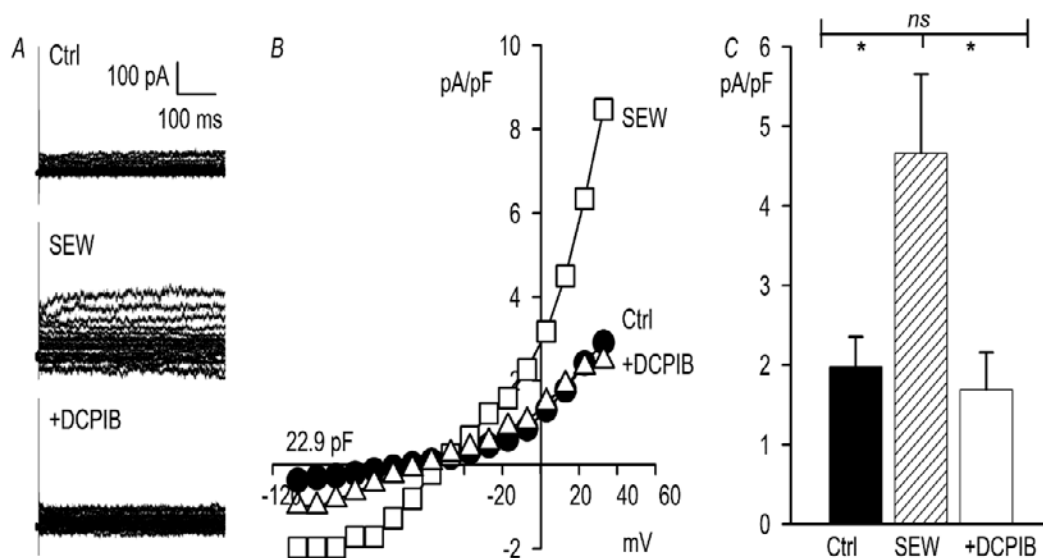 A
Ctrl
100 pA
100 ms
SEW
+DCPIB
B
10
pA/pF
8
SEW
6
4
Ctrl
2
+DCPIB
22.9 pF
-120
-20
20
40
60
-2
mV
C
ns
* *
6
pA/pF
5
4
3
2
1
0
Ctrl SEW +DCPIB